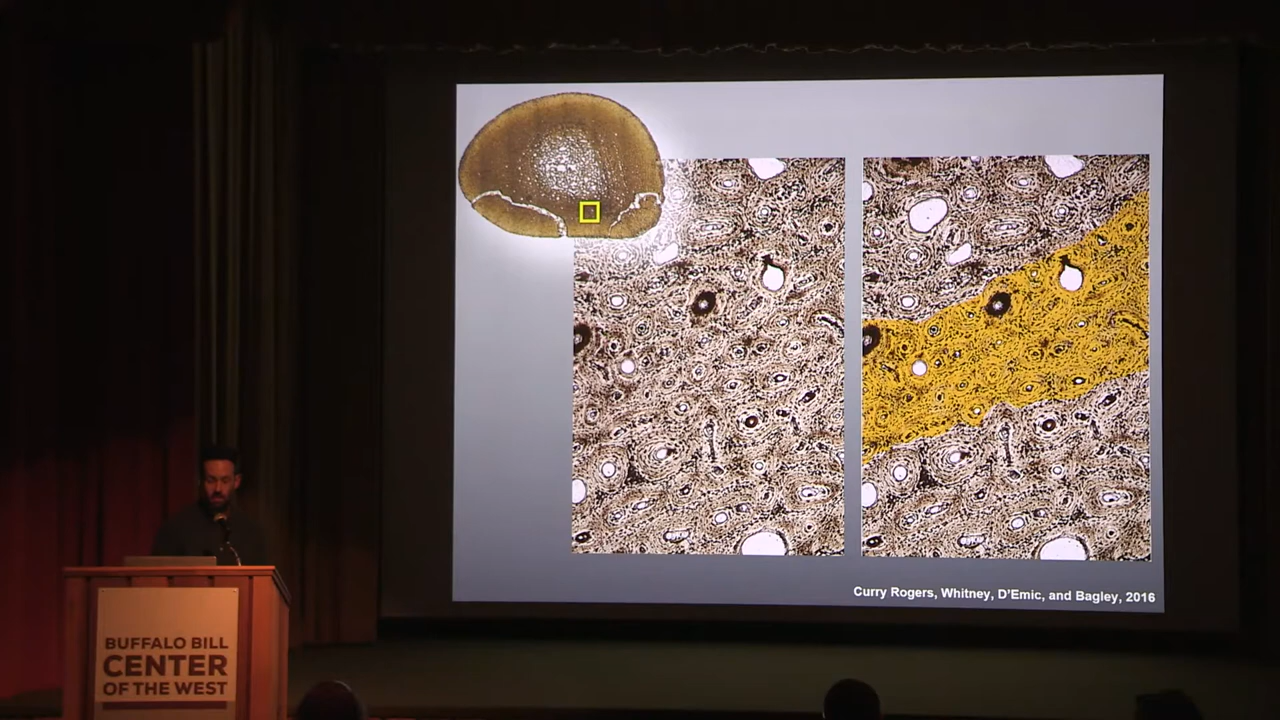 Curry Rogers, Whitney, D'Emic, and Bagley, 2016
BUFFALO BILL
CENTER
OF THE WEST